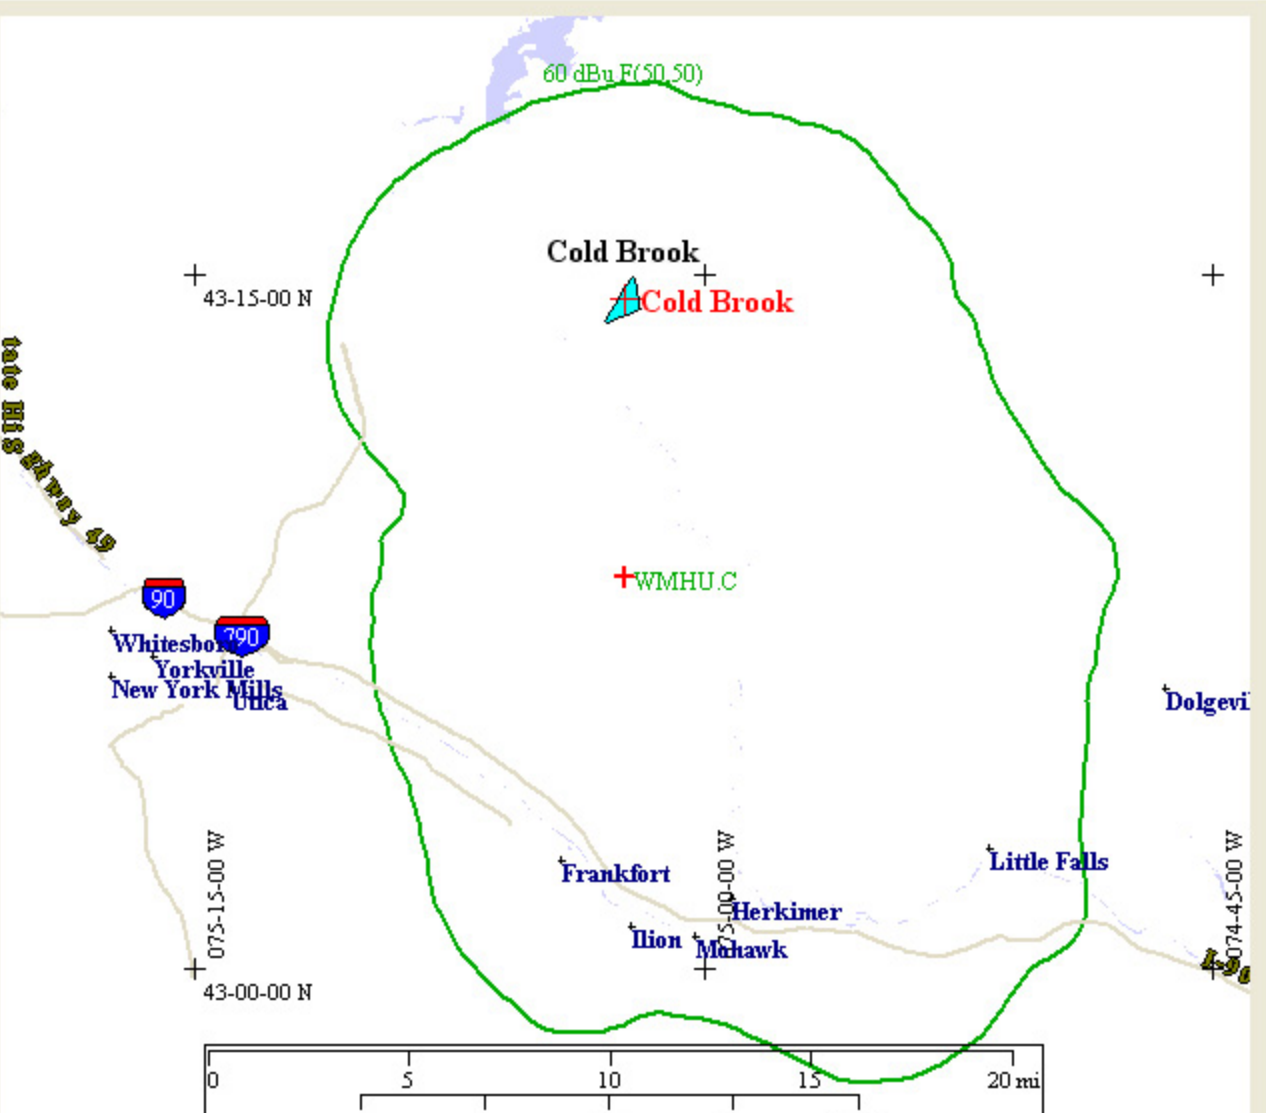 60 dBu F(50,50)
Cold Brook
Cold Brook
43-15-00 N
tate Highway 49
WMHU.C
90
790
Whitesboro
Yorkville
New York Mills
Utica
Dolgevil
075-15-00 W
075-00-00 W
074-45-00 W
Frankfort
Little Falls
Herkimer
Ilion
Mohawk
I-90
43-00-00 N
0 5 10 15 20 mi